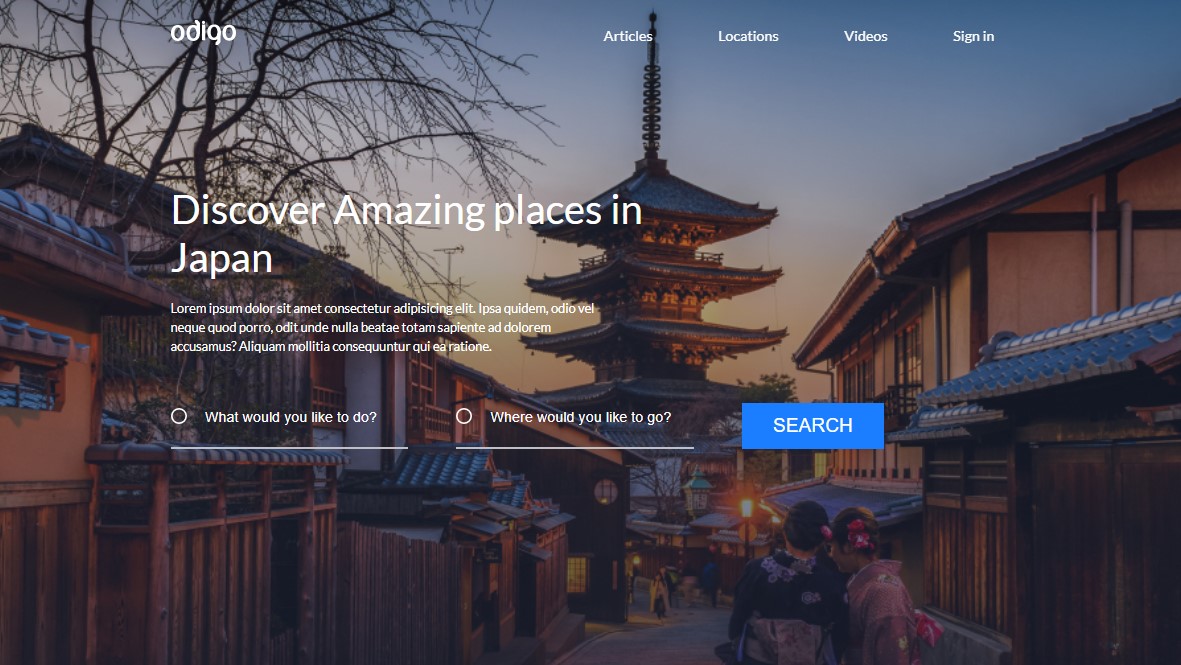 odigo
Articles Locations Videos Sign in
Discover Amazing places in
Japan
Lorem ipsum dolor sit amet consectetur adipisicing elit. Ipsa quidem, odio vel
neque quod porro, odit unde nulla beatae totam sapiente ad dolorem
accusamus? Aliquam mollitia consequuntur qui ea ratione.
What would you like to do? Where would you like to go? SEARCH